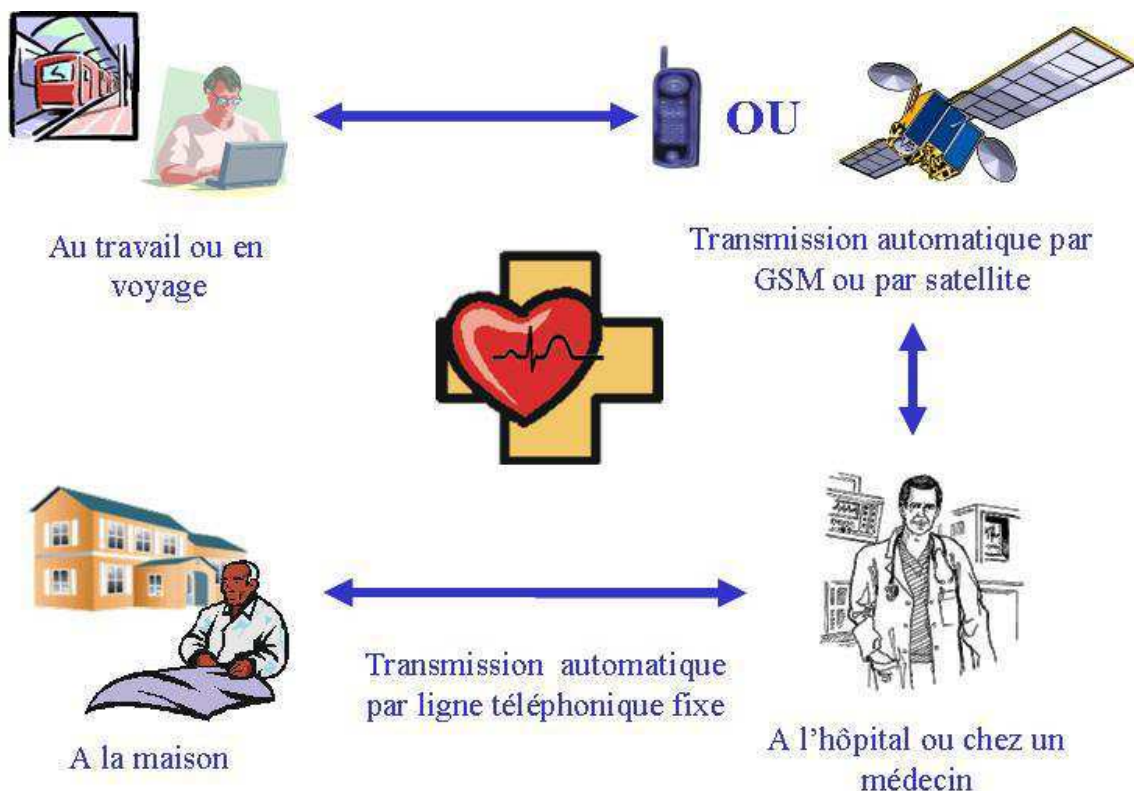 OU
Au travail ou en
voyage
Transmission automatique par
GSM ou par satellite
Transmission automatique
par ligne téléphonique fixe
A la maison
A l'hôpital ou chez un
médecin